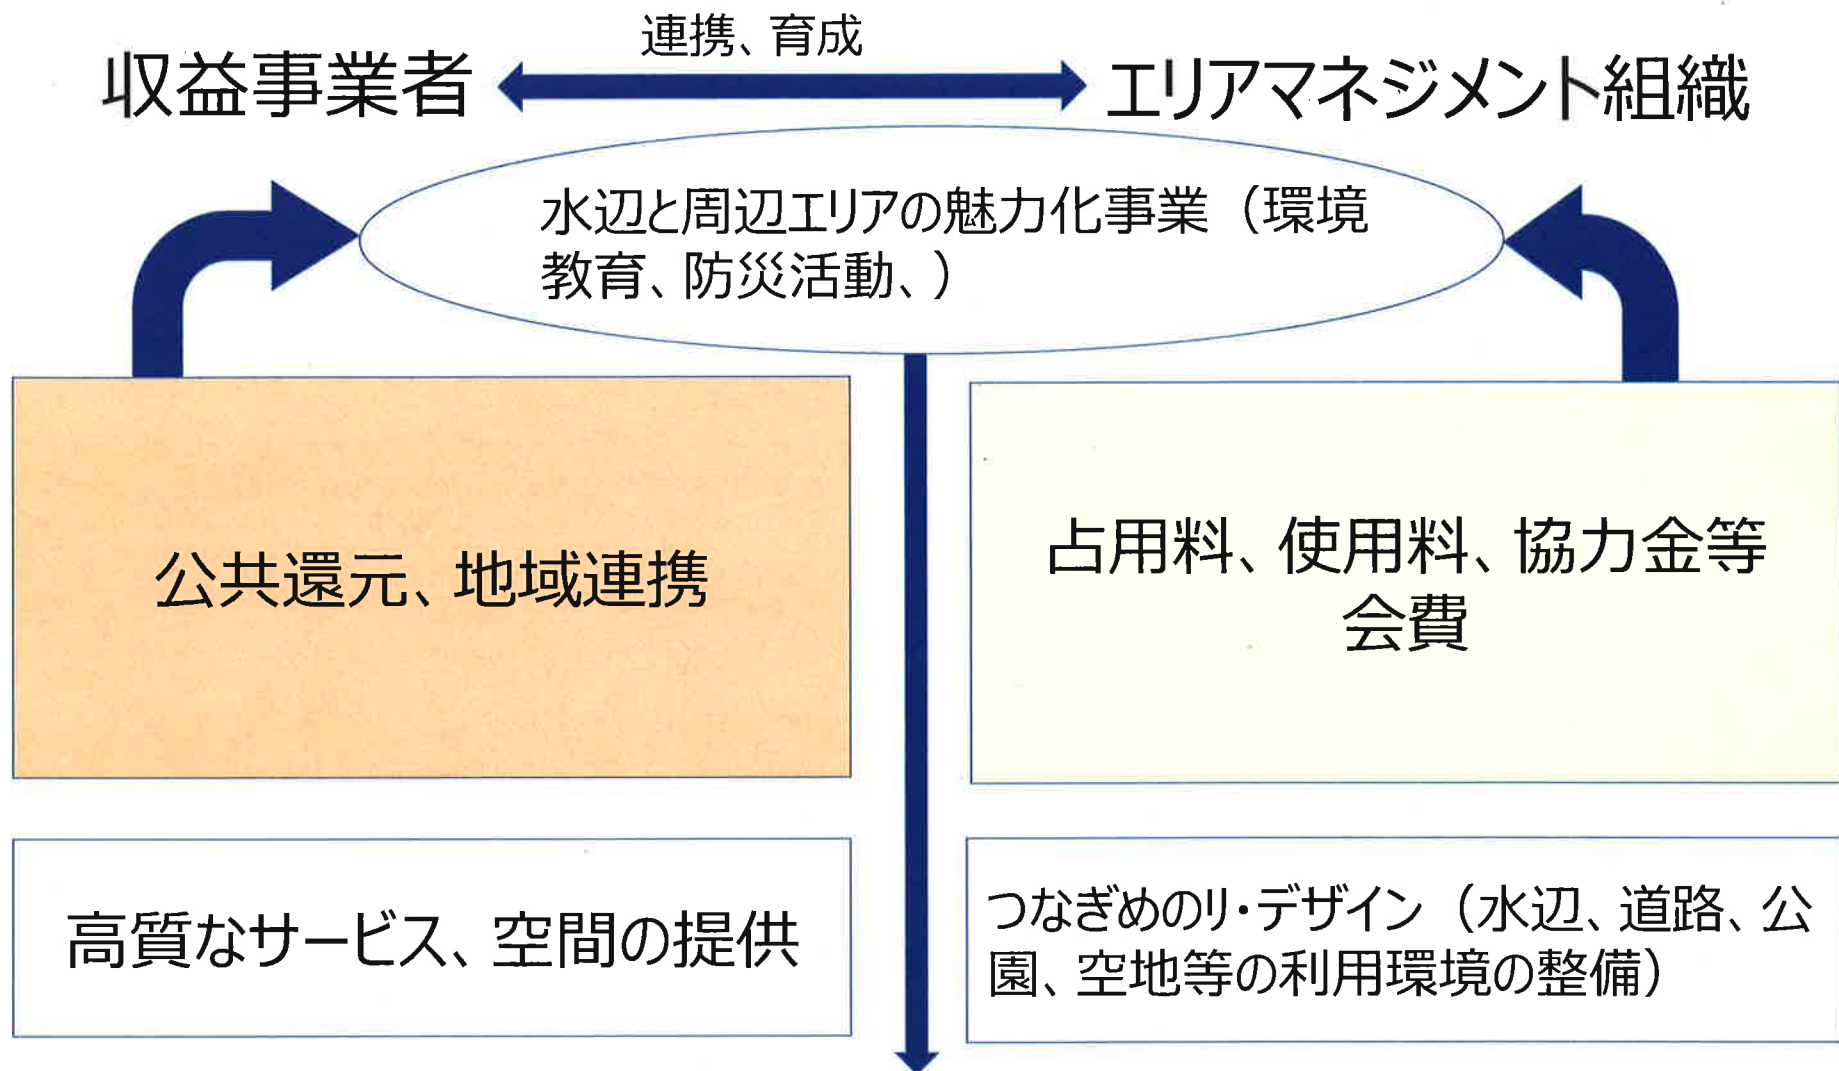 連携、育成
収益事業者
エリアマネジメント組織
水辺と周辺エリアの魅力化事業（環境
教育、防災活動、）
公共還元、地域連携
占用料、使用料、協力金等
会費
高質なサービス、空間の提供
つなぎめのリ・デザイン（水辺、道路、公
園、空地等の利用環境の整備）